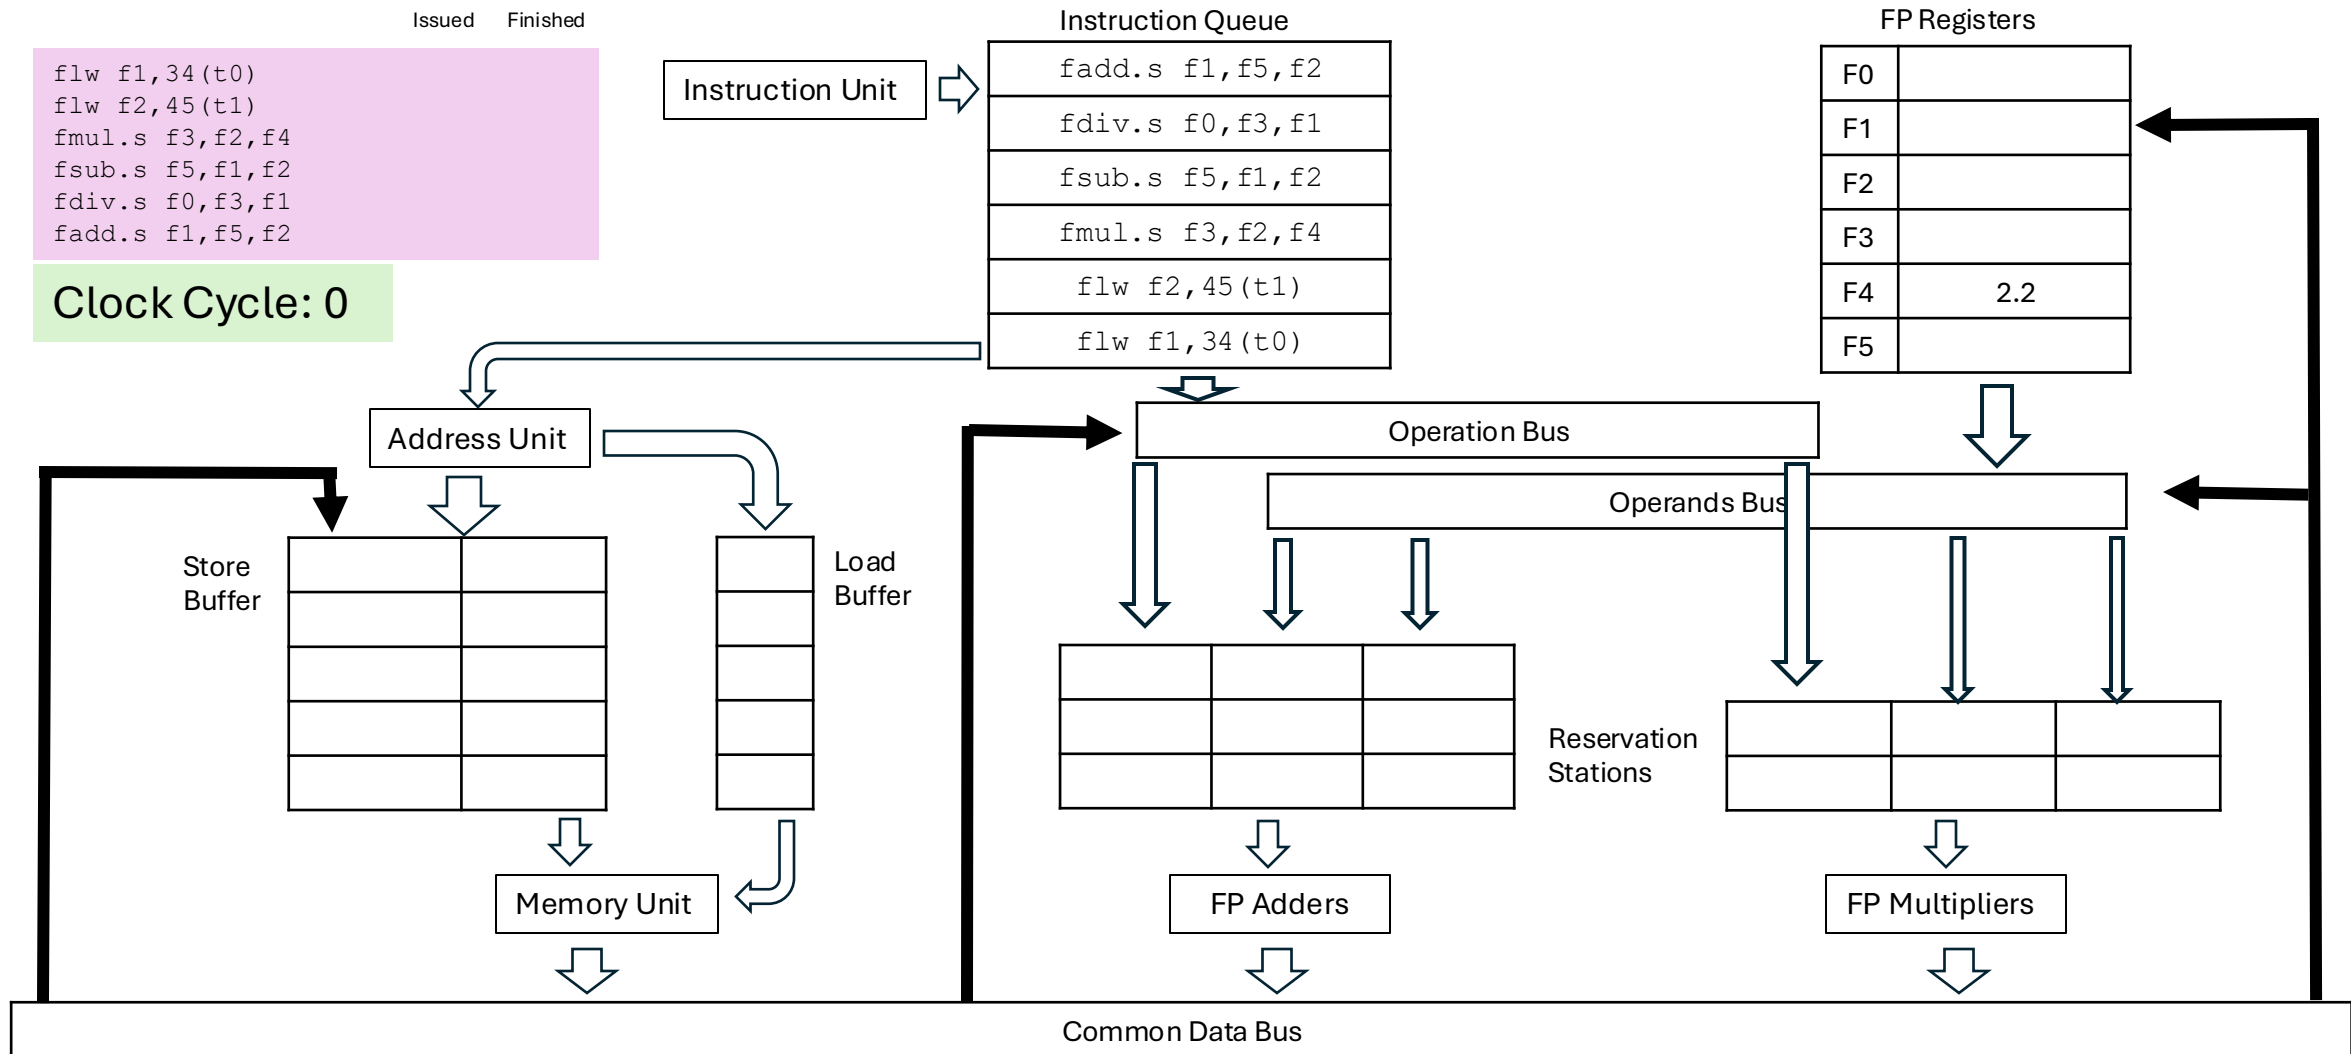 Issued Finished
flw f1,34(t0)
flw f2,45(t1)
fmul.s f3,f2,f4
fsub.s f5,f1,f2
fdiv.s f0,f3,f1
fadd.s f1,f5,f2
Clock Cycle: 0
Instruction Unit
Instruction Queue
fadd.s f1,f5,f2
fdiv.s f0,f3,f1
fsub.s f5,f1,f2
fmul.s f3,f2,f4
flw f2,45(t1)
flw f1,34(t0)
FP Registers
F0
F1
F2
F3
F4 2.2
F5
Address Unit
Operation Bus
Operands Bus
Store
Buffer
Load
Buffer
Reservation
Stations
Memory Unit
FP Adders
FP Multipliers
Common Data Bus